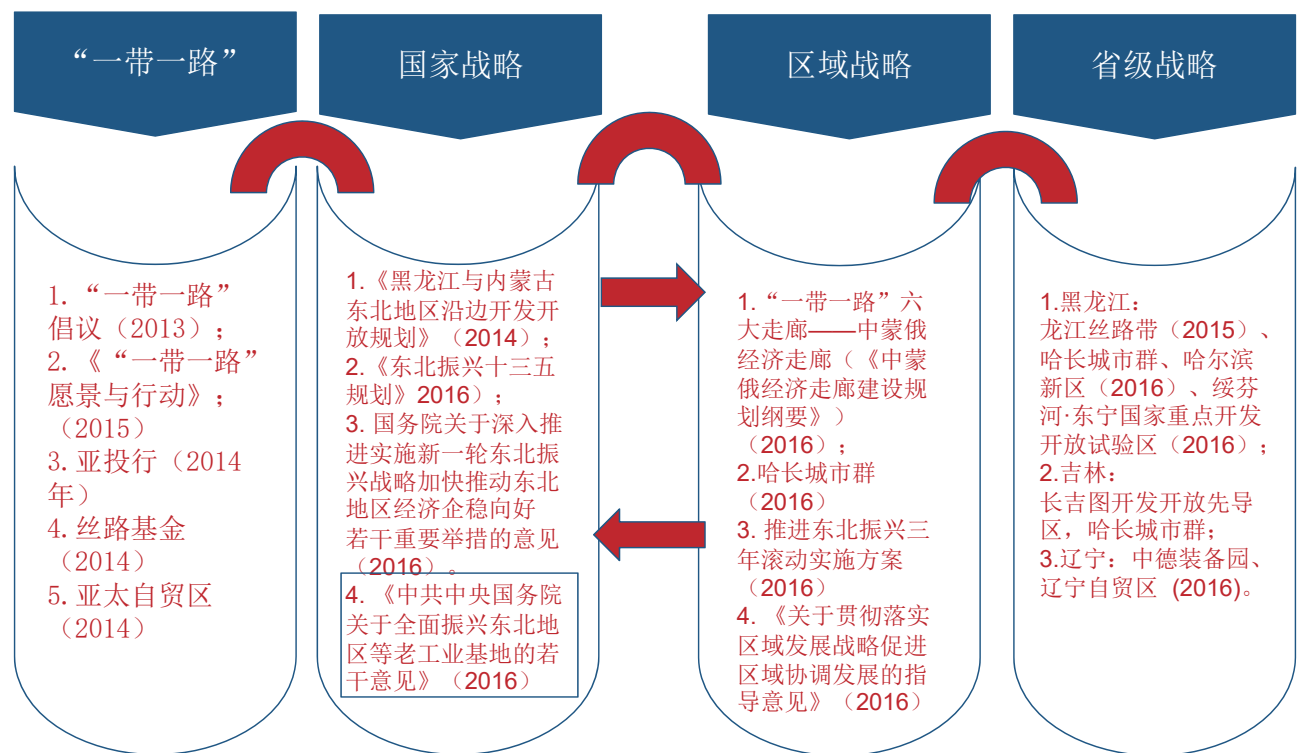 “一带一路”
国家战略
区域战略
省级战略
1. “一带一路”
倡议（2013）；
2.《“一带一路”
愿景与行动》；
（2015）
3. 亚投行（2014
年）
4. 丝路基金
（2014）
5. 亚太自贸区
（2014）
1.《黑龙江与内蒙古
东北地区沿边开发开
放规划》（2014）；
2.《东北振兴十三五
规划》2016）；
3. 国务院关于深入推
进实施新一轮东北振
兴战略加快推动东北
地区经济企稳向好
若干重要举措的意见
（2016）。
4. 《中共中央国务院
关于全面振兴东北地
区等老工业基地的若
干意见》（2016）
1.“一带一路”六
大走廊——中蒙俄
经济走廊（《中蒙
俄经济走廊建设规
划纲要》）
（2016）；
2.哈长城市群
（2016）
3. 推进东北振兴三
年滚动实施方案
（2016）
4. 《关于贯彻落实
区域发展战略促进
区域协调发展的指
导意见》（2016）
1.黑龙江：
龙江丝路带（2015）、
哈长城市群、哈尔滨
新区（2016）、绥芬
河·东宁国家重点开发
开放试验区（2016）；
2.吉林：
长吉图开发开放先导
区，哈长城市群；
3.辽宁：中德装备园、
辽宁自贸区 (2016)。